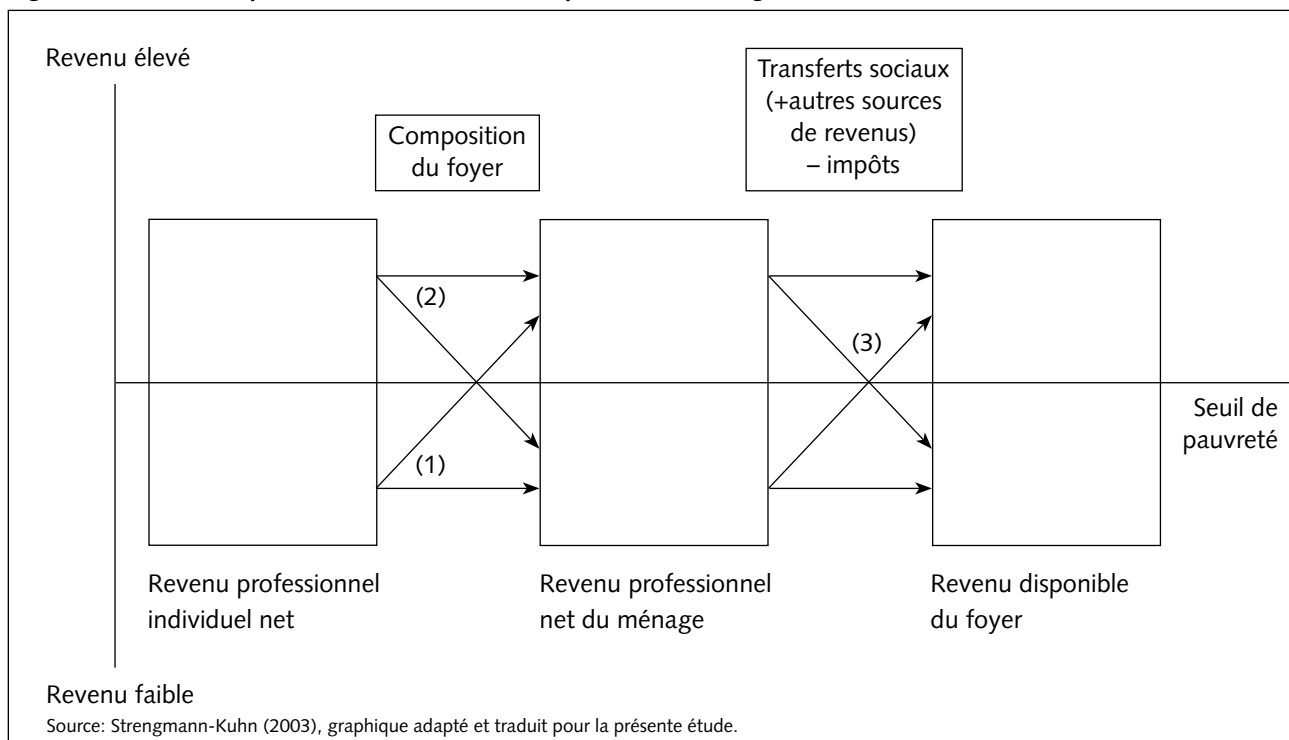 Revenu élevé
Composition
du foyer
Transferts sociaux
(+autres sources
de revenus)
– impôts
(2)
(1)
(3)
Seuil de
pauvreté
Revenu professionnel
individuel net
Revenu professionnel
net du ménage
Revenu disponible
du foyer
Revenu faible
Source: Strengmann-Kuhn (2003), graphique adapté et traduit pour la présente étude.